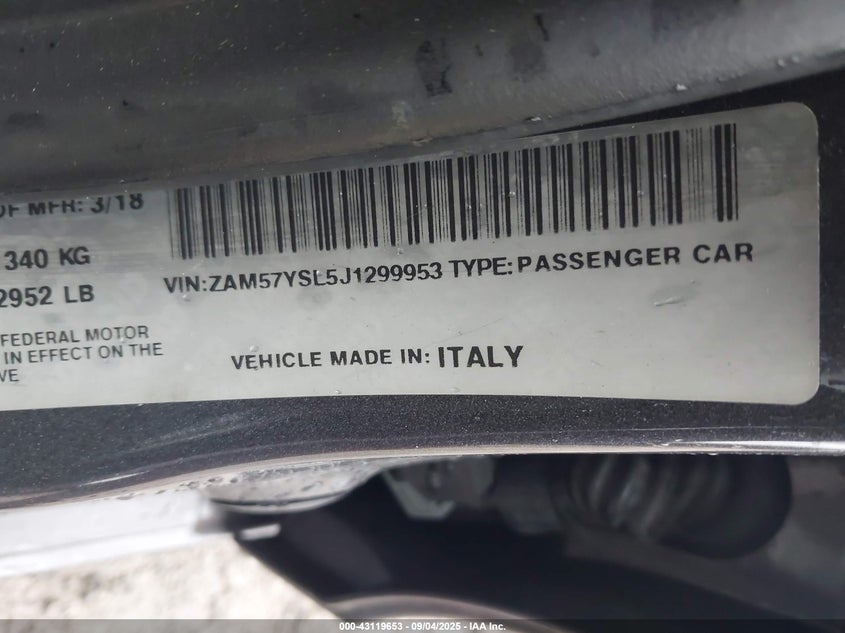 OF MFR: 3/18
340 KG
2952 LB
VIN:ZAM57YSL5J1299953 TYPE:PASSENGER CAR
FEDERAL MOTOR
IN EFFECT ON THE
VE
VEHICLE MADE IN: ITALY
000-43119653 - 09/04/2025 - IAA Inc.